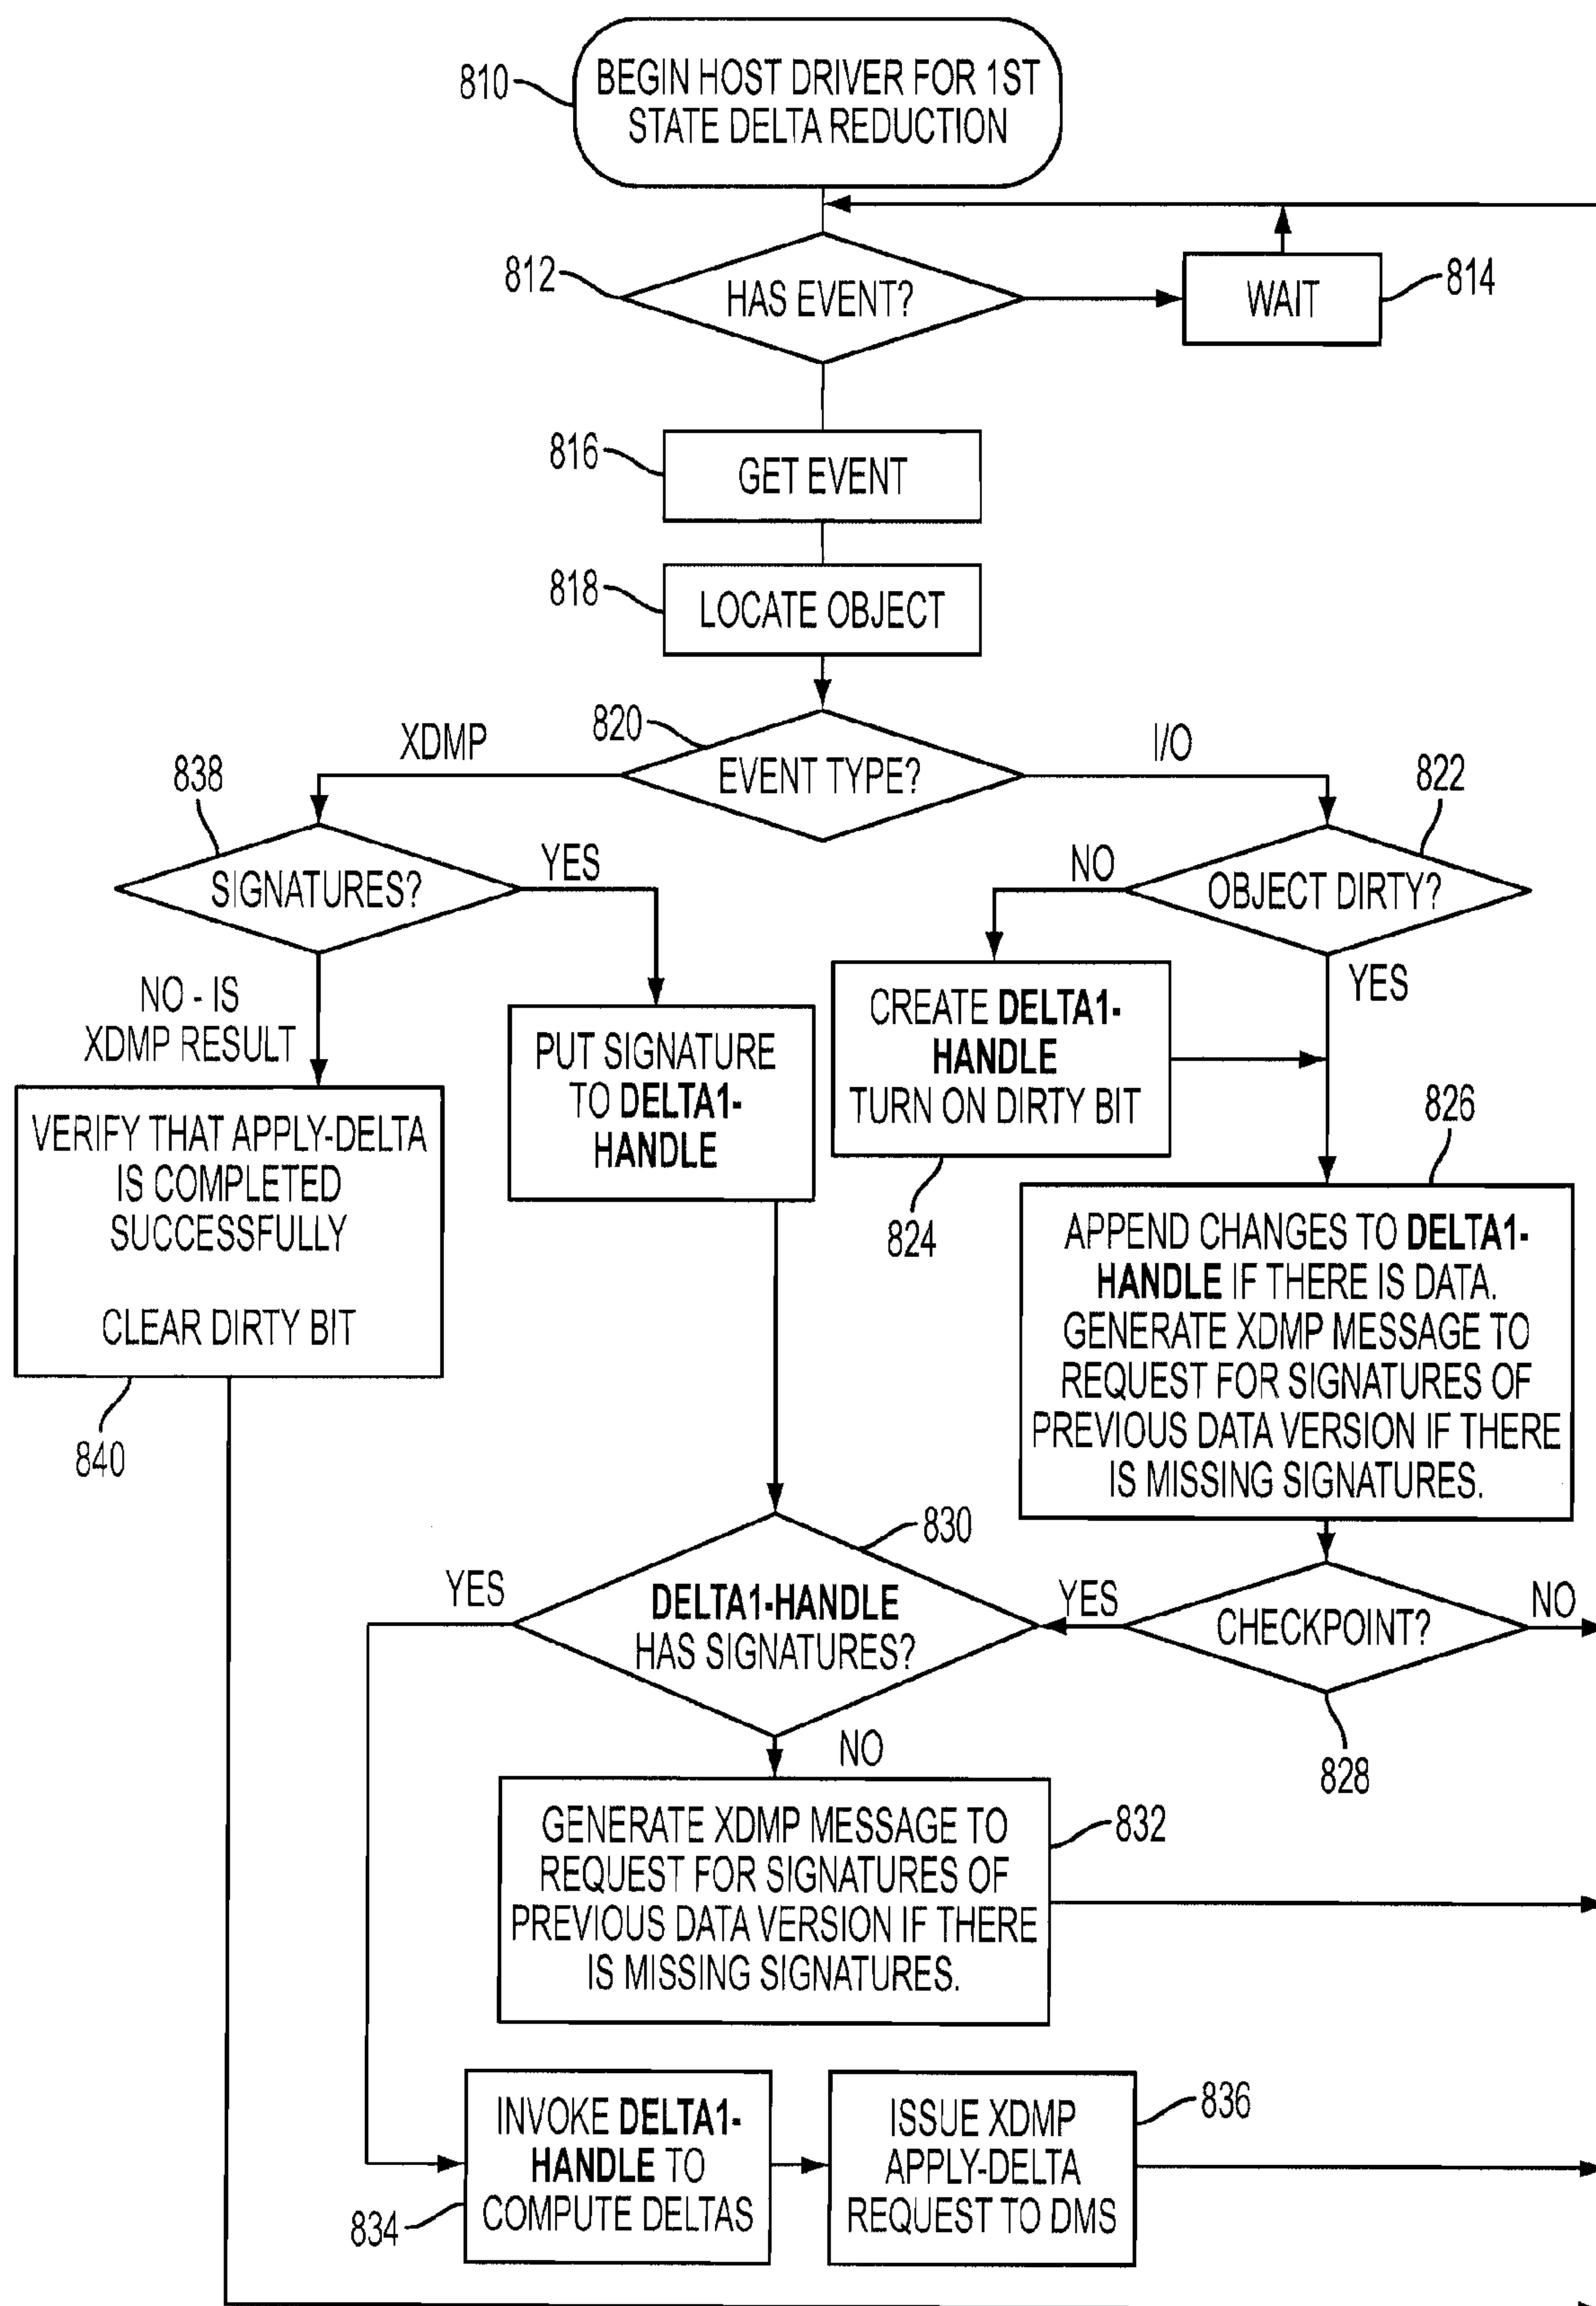 810
BEGIN HOST DRIVER FOR 1ST
STATE DELTA REDUCTION
812
HAS EVENT?
WAIT
814
816
GET EVENT
818
LOCATE OBJECT
820
EVENT TYPE?
XDMP
I/O
838
SIGNATURES?
YES
822
OBJECT DIRTY?
NO
YES
NO - IS
XDMP RESULT
PUT SIGNATURE
TO DELTA1-
HANDLE
CREATE DELTA1-
HANDLE
TURN ON DIRTY BIT
824
VERIFY THAT APPLY-DELTA
IS COMPLETED
SUCCESSFULLY
CLEAR DIRTY BIT
840
826
APPEND CHANGES TO DELTA1-
HANDLE IF THERE IS DATA.
GENERATE XDMP MESSAGE TO
REQUEST FOR SIGNATURES OF
PREVIOUS DATA VERSION IF THERE
IS MISSING SIGNATURES.
830
YES
DELTA1-HANDLE
HAS SIGNATURES?
YES
CHECKPOINT?
NO
828
NO
GENERATE XDMP MESSAGE TO
REQUEST FOR SIGNATURES OF
PREVIOUS DATA VERSION IF THERE
IS MISSING SIGNATURES.
832
INVOKE DELTA1-
HANDLE TO
COMPUTE DELTAS
834
ISSUE XDMP
APPLY-DELTA
REQUEST TO DMS
836